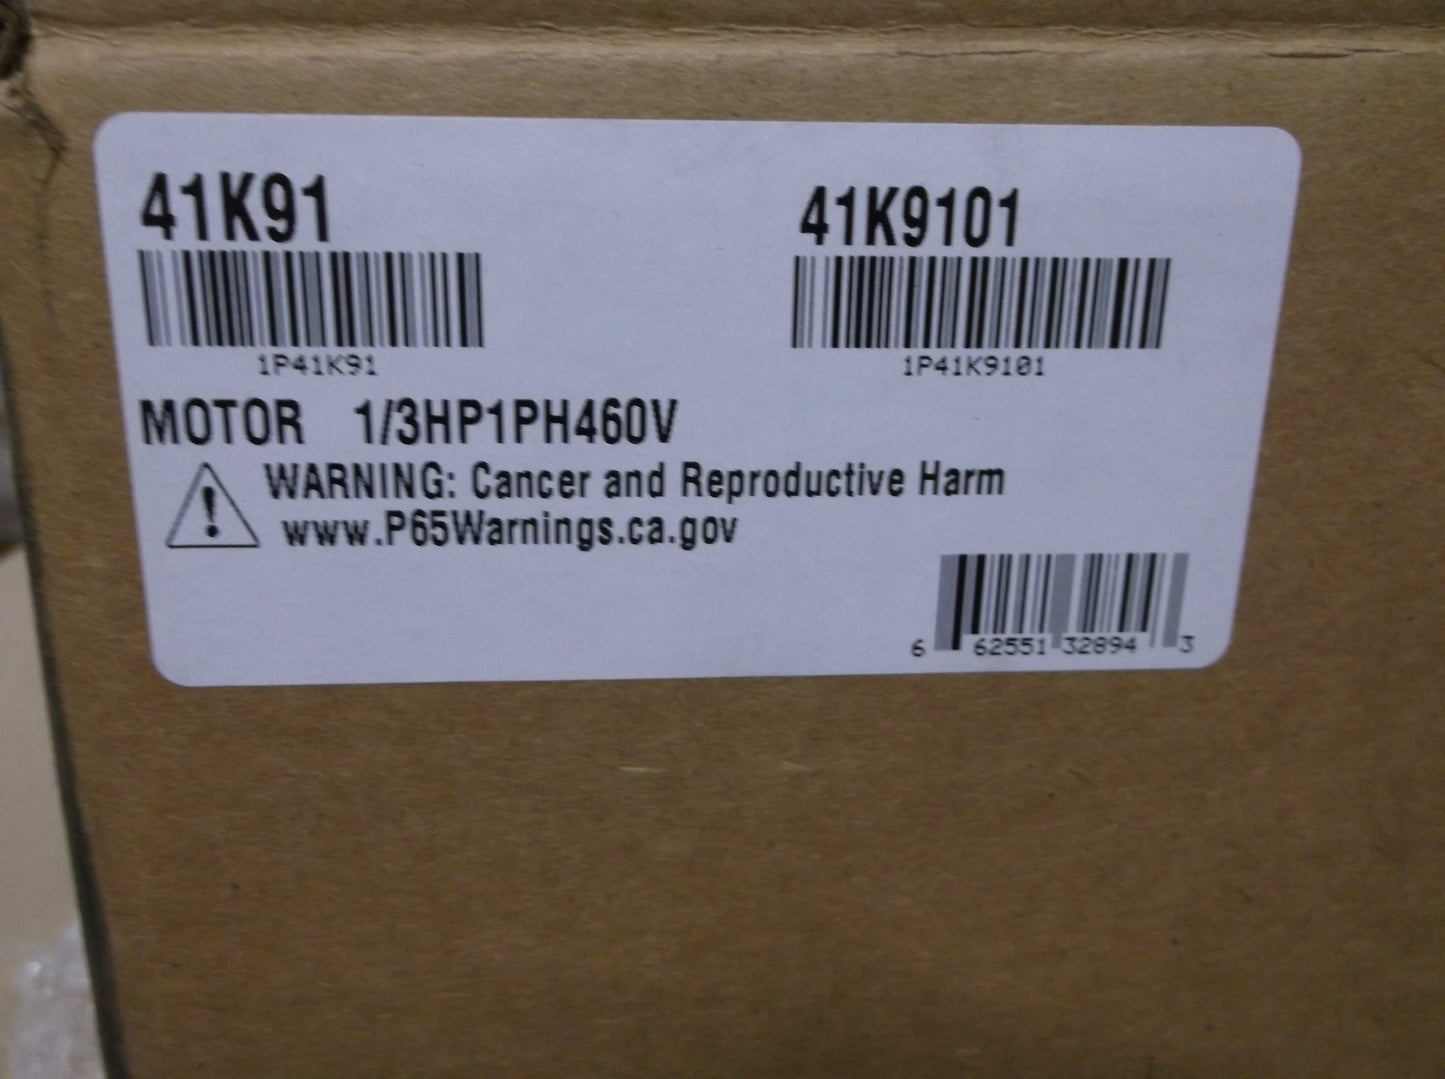 41K91
41K9101
1P41K91
1P41K9101
MOTOR 1/3HP1PH460V
WARNING: Cancer and Reproductive Harm
www.P65Warnings.ca.gov
6 62551 32894 3